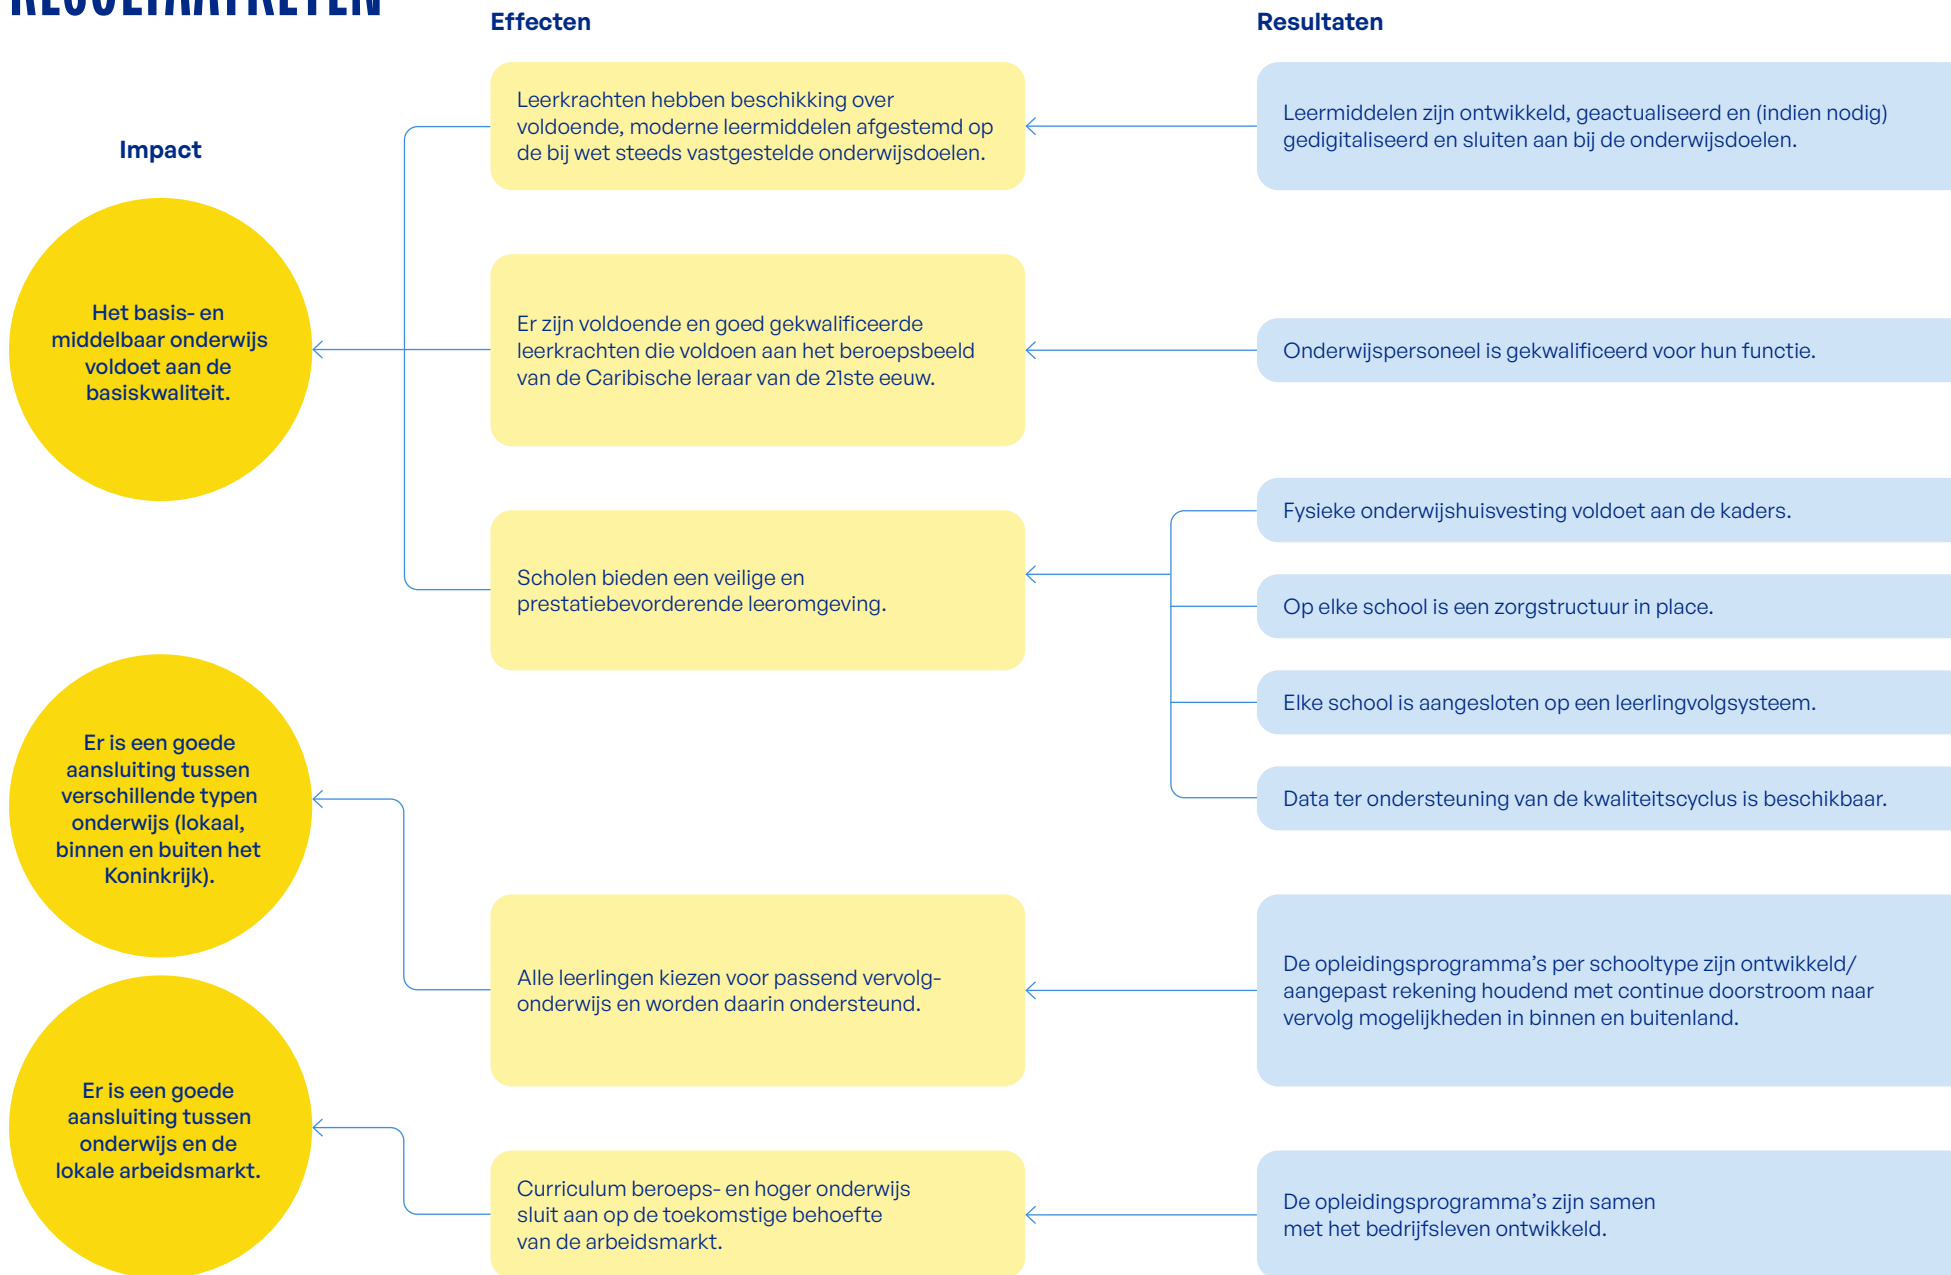 RESULTAATKETEN
Effecten
Resultaten
Impact
Leerkrachten hebben beschikking over
voldoende, moderne leermiddelen afgestemd op
de bij wet steeds vastgestelde onderwijsdoelen.
Leermiddelen zijn ontwikkeld, geactualiseerd en (indien nodig)
gedigitaliseerd en sluiten aan bij de onderwijsdoelen.
Het basis- en
middelbaar onderwijs
voldoet aan de
basiskwaliteit.
Er zijn voldoende en goed gekwalificeerde
leerkrachten die voldoen aan het beroepsbeeld
van de Caribische leraar van de 21ste eeuw.
Onderwijspersoneel is gekwalificeerd voor hun functie.
Scholen bieden een veilige en
prestatiebevorderende leeromgeving.
Fysieke onderwijshuisvesting voldoet aan de kaders.
Op elke school is een zorgstructuur in place.
Elke school is aangesloten op een leerlingvolgsysteem.
Data ter ondersteuning van de kwaliteitscyclus is beschikbaar.
Er is een goede
aansluiting tussen
verschillende typen
onderwijs (lokaal,
binnen en buiten het
Koninkrijk).
Alle leerlingen kiezen voor passend vervolg-
onderwijs en worden daarin ondersteund.
De opleidingsprogramma's per schooltype zijn ontwikkeld/
aangepast rekening houdend met continue doorstroom naar
vervolg mogelijkheden in binnen en buitenland.
Er is een goede
aansluiting tussen
onderwijs en de
lokale arbeidsmarkt.
Curriculum beroeps- en hoger onderwijs
sluit aan op de toekomstige behoefte
van de arbeidsmarkt.
De opleidingsprogramma's zijn samen
met het bedrijfsleven ontwikkeld.